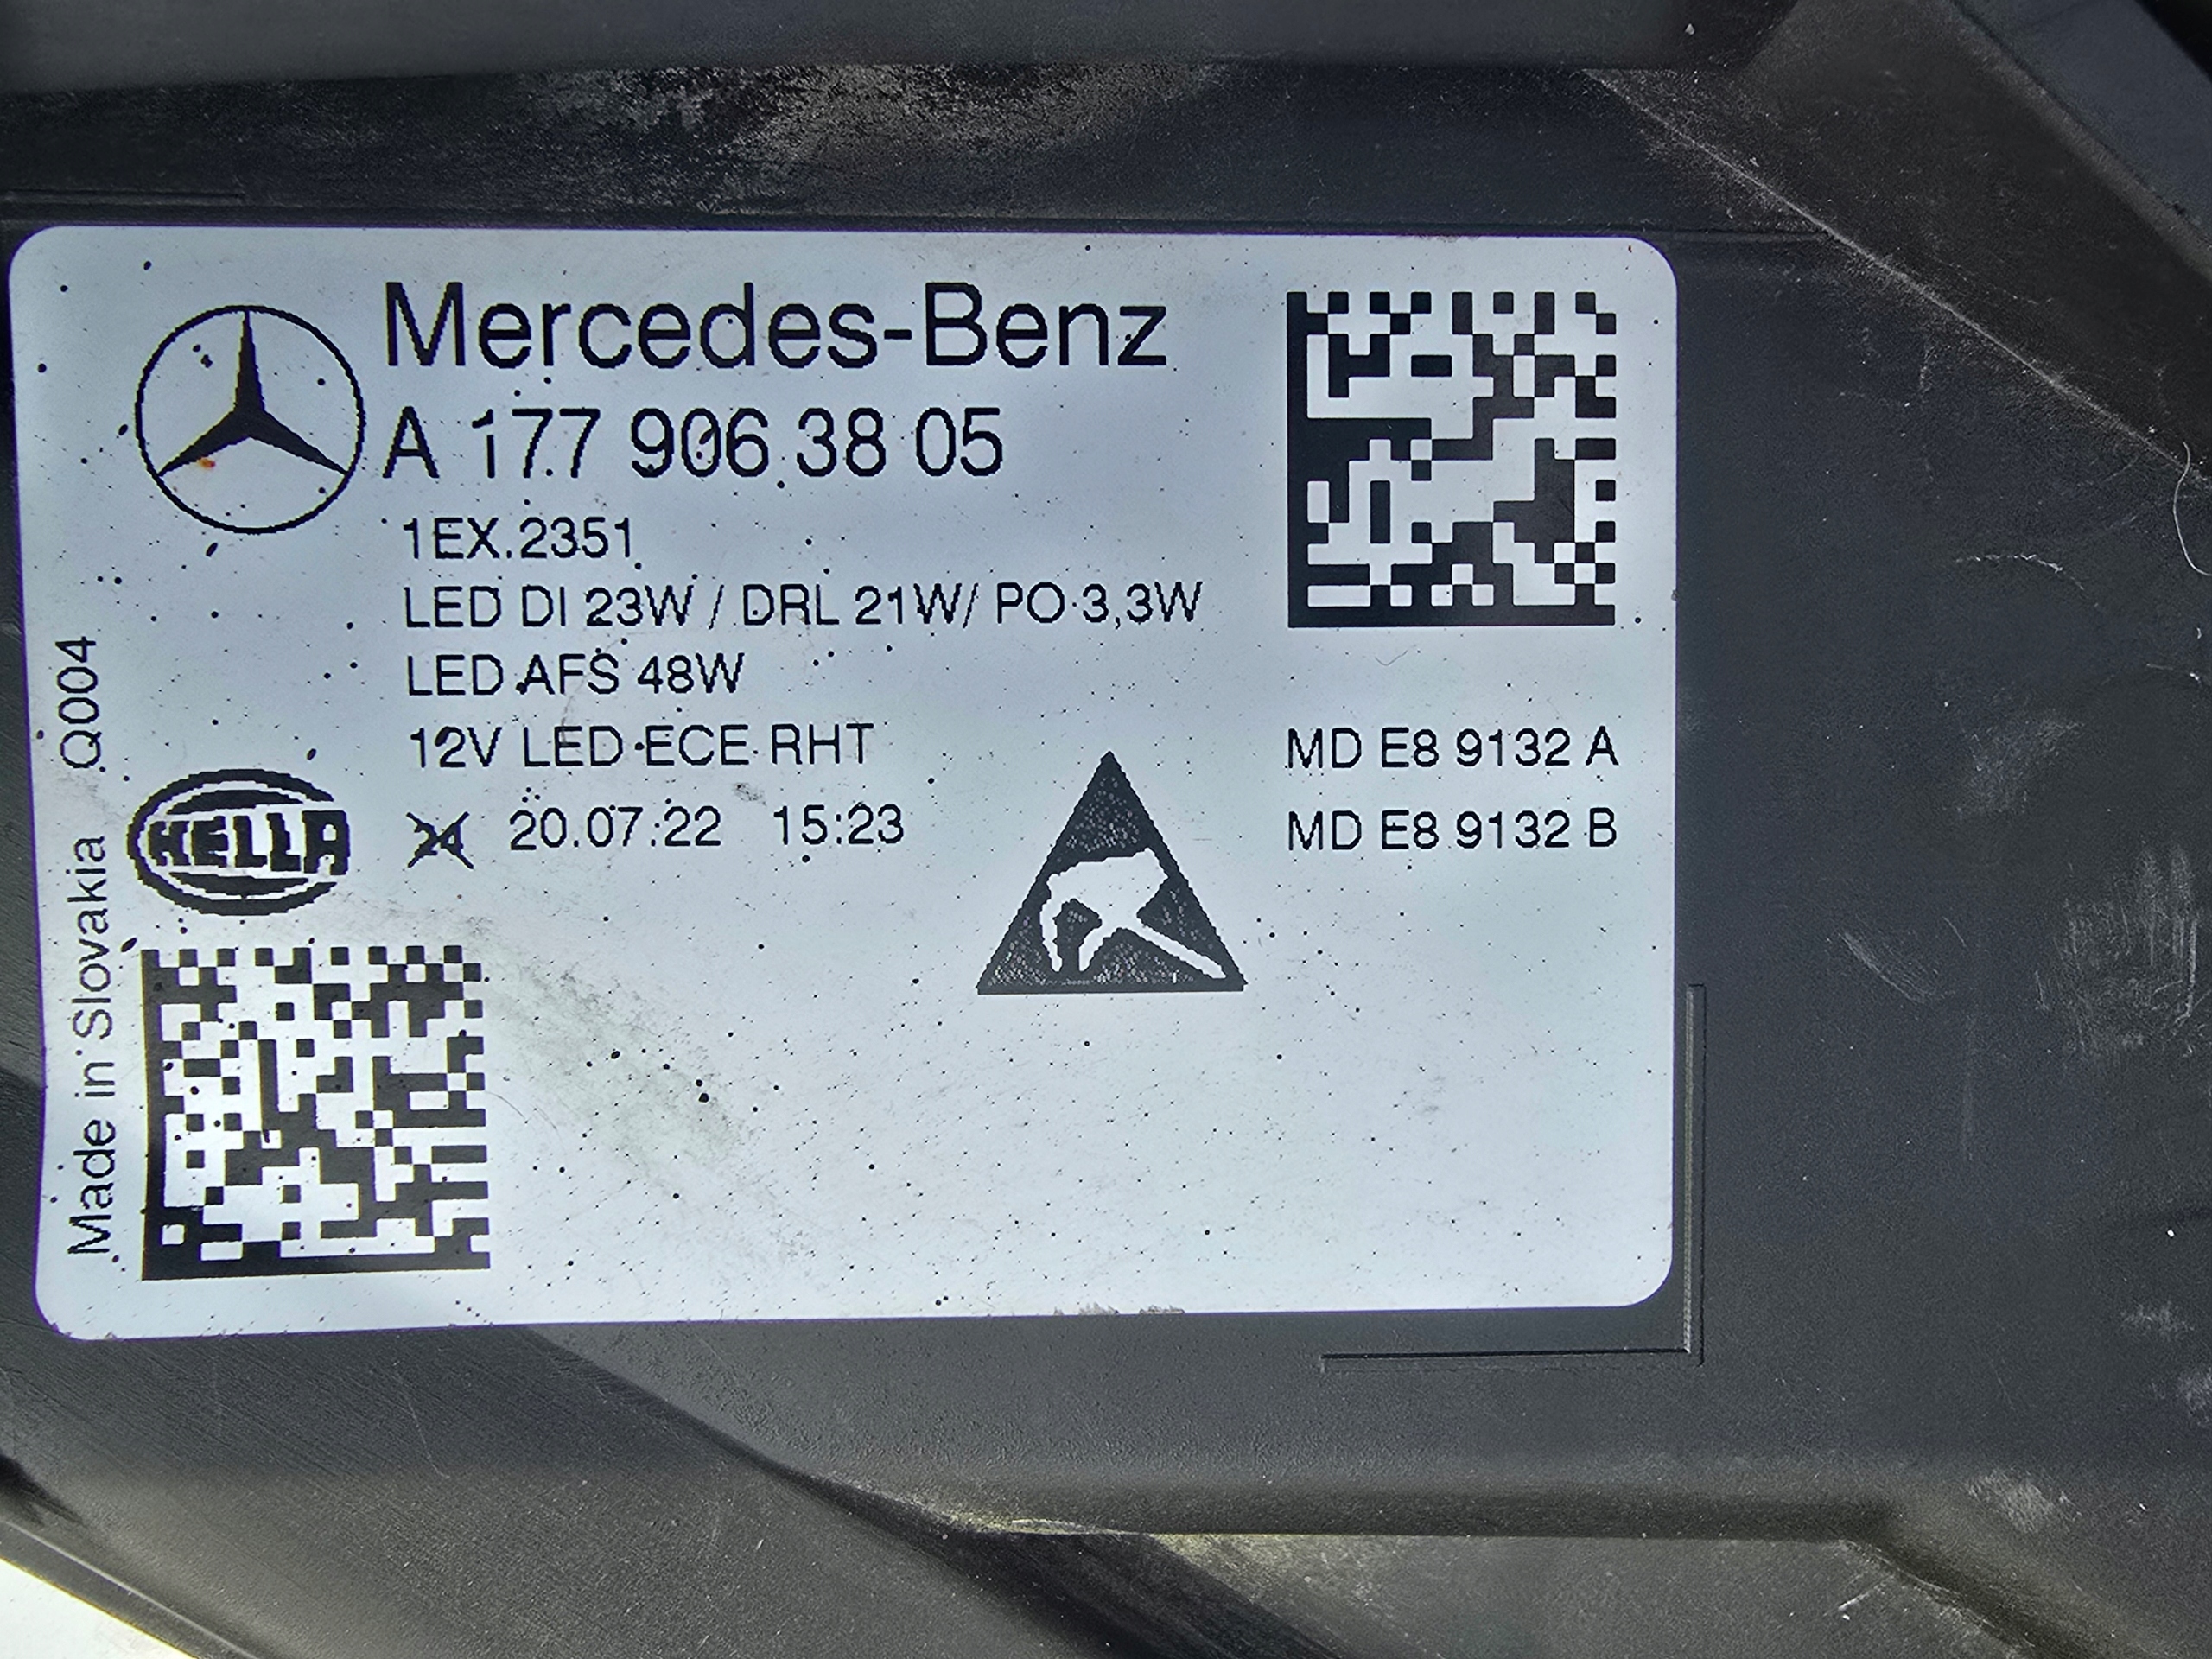 Mercedes-Benz
A 177 906 38 05
1EX.2351
LED DI 23W / DRL 21W/ PO 3,3W
LED AFS 48W
12V LED ECE RHT
24 20.07.22 15:23
MD E8 9132 A
MD E8 9132 B
HELLA
Made in Slovakia Q004